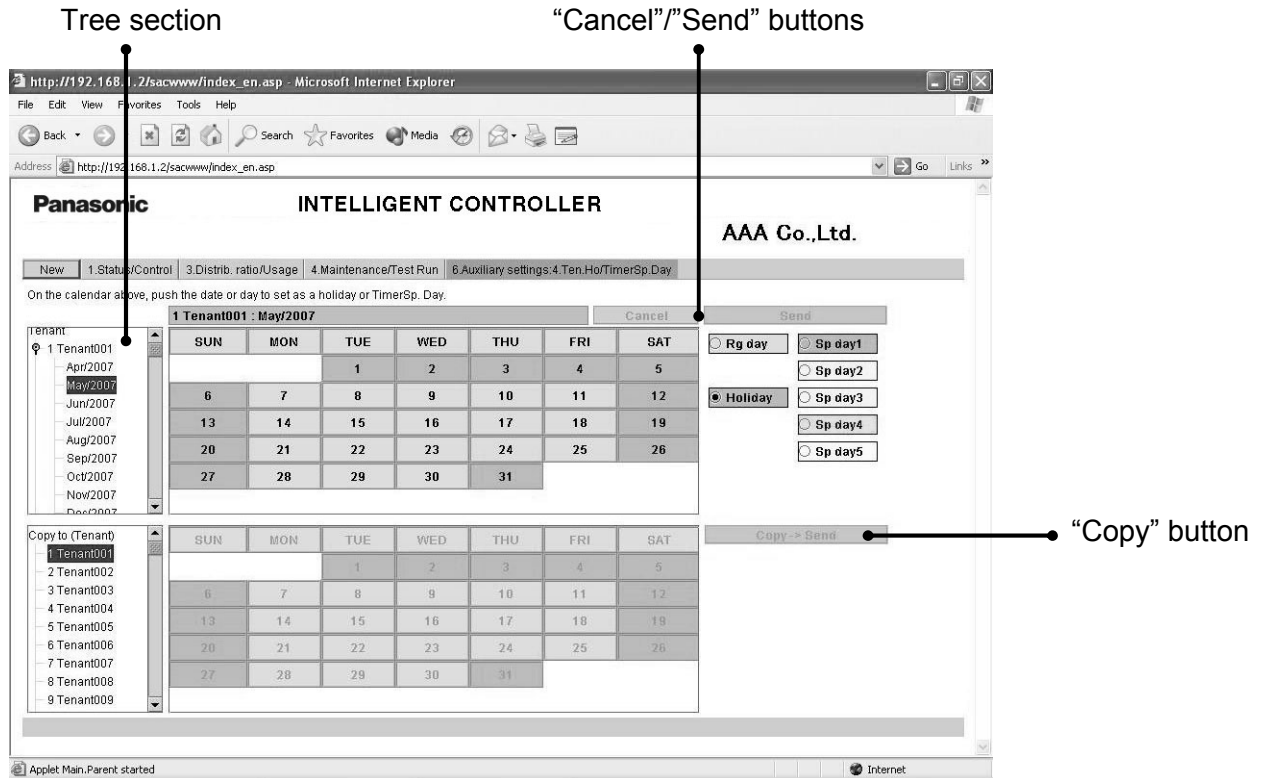 Tree section
“Cancel”/”Send” buttons
http://192.168.1.2/sacwww/index_en.asp - Microsoft Internet Explorer
File Edit View Favorites Tools Help
Back Search Favorites Media
Address http://192.168.1.2/sacwww/index_en.asp Go Links »
Panasonic INTELLIGENT CONTROLLER
AAA Co.,Ltd.
New 1.Status/Control 3.Distrib. ratio/Usage 4.Maintenance/Test Run 6.Auxiliary settings:4.Ten.Ho/TimerSp.Day
On the calendar above, push the date or day to set as a holiday or TimerSp. Day.
1 Tenant001 : May/2007 Cancel Send
Tenant
1 Tenant001
Apr/2007
May/2007
Jun/2007
Jul/2007
Aug/2007
Sep/2007
Oct/2007
Nov/2007
Dec/2007
SUN MON TUE WED THU FRI SAT
1 2 3 4 5
6 7 8 9 10 11 12
13 14 15 16 17 18 19
20 21 22 23 24 25 26
27 28 29 30 31
Rg day Sp day1
Sp day2
Holiday Sp day3
Sp day4
Sp day5
Copy to (Tenant)
1 Tenant001
2 Tenant002
3 Tenant003
4 Tenant004
5 Tenant005
6 Tenant006
7 Tenant007
8 Tenant008
9 Tenant009
SUN MON TUE WED THU FRI SAT
1 2 3 4 5
6 7 8 9 10 11 12
13 14 15 16 17 18 19
20 21 22 23 24 25 26
27 28 29 30 31
Copy-> Send
“Copy” button
Applet Main.Parent started Internet